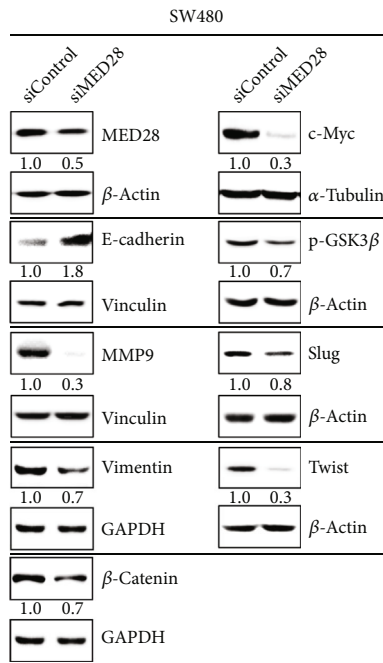 SW480
siControl siMED28
MED28
1.0 0.5
β-Actin
E-cadherin
1.0 1.8
Vinculin
MMP9
1.0 0.3
Vinculin
Vimentin
1.0 0.7
GAPDH
β-Catenin
1.0 0.7
GAPDH
siControl siMED28
c-Myc
1.0 0.3
α-Tubulin
p-GSK3β
1.0 0.7
β-Actin
Slug
1.0 0.8
β-Actin
Twist
1.0 0.3
β-Actin